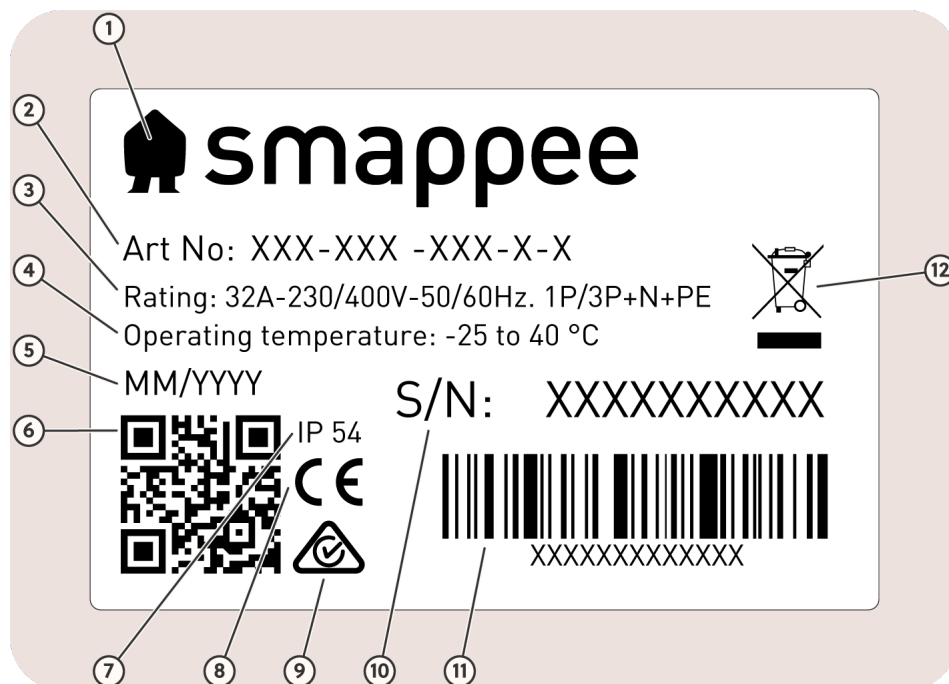 1
2
3
4
5
6
7
8
9
10
11
12
smappee
Art No: XXX-XXX -XXX-X-X
Rating: 32A-230/400V-50/60Hz. 1P/3P+N+PE
Operating temperature: -25 to 40 °C
MM/YYYY
S/N: XXXXXXXXXX
IP 54
CE
XXXXXXXXXXXXX